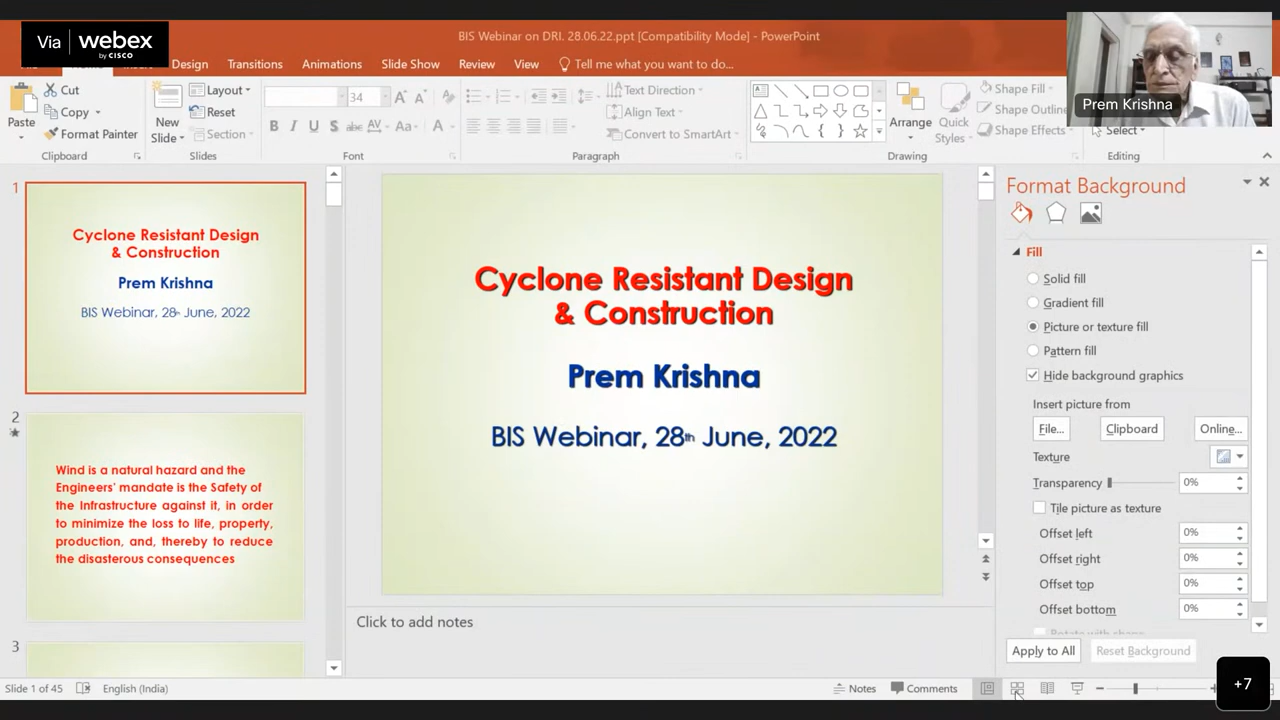 Via webex
by CISCO
BIS Webinar on DRI. 28.06.22.ppt [Compatibility Mode] - PowerPoint
Design Transitions Animations Slide Show Review View Tell me what you want to do...
Paste
Cut
Copy
Format Painter
Clipboard
New
Slide
Layout
Reset
Section
Slides
34
B I U S abc AV Aa A
Font
Text Direction
Align Text
Convert to SmartArt
Paragraph
Arrange
Quick
Styles
Shape Fill
Shape Outlin
Shape Effects
Drawing
Select
Editing
Prem Krishna
1
Cyclone Resistant Design
& Construction
Prem Krishna
BIS Webinar, 28th June, 2022
2
Wind is a natural hazard and the
Engineers' mandate is the Safety of
the Infrastructure against it, in order
to minimize the loss to life, property,
production, and, thereby to reduce
the disasterous consequences
3
Cyclone Resistant Design
& Construction
Prem Krishna
BIS Webinar, 28th June, 2022
Click to add notes
Format Background
Fill
Solid fill
Gradient fill
Picture or texture fill
Pattern fill
Hide background graphics
Insert picture from
File... Clipboard Online...
Texture
Transparency 0%
Tile picture as texture
Offset left 0%
Offset right 0%
Offset top 0%
Offset bottom 0%
Rotate with shape
Apply to All Reset Background
Slide 1 of 45 English (India) Notes Comments
+7